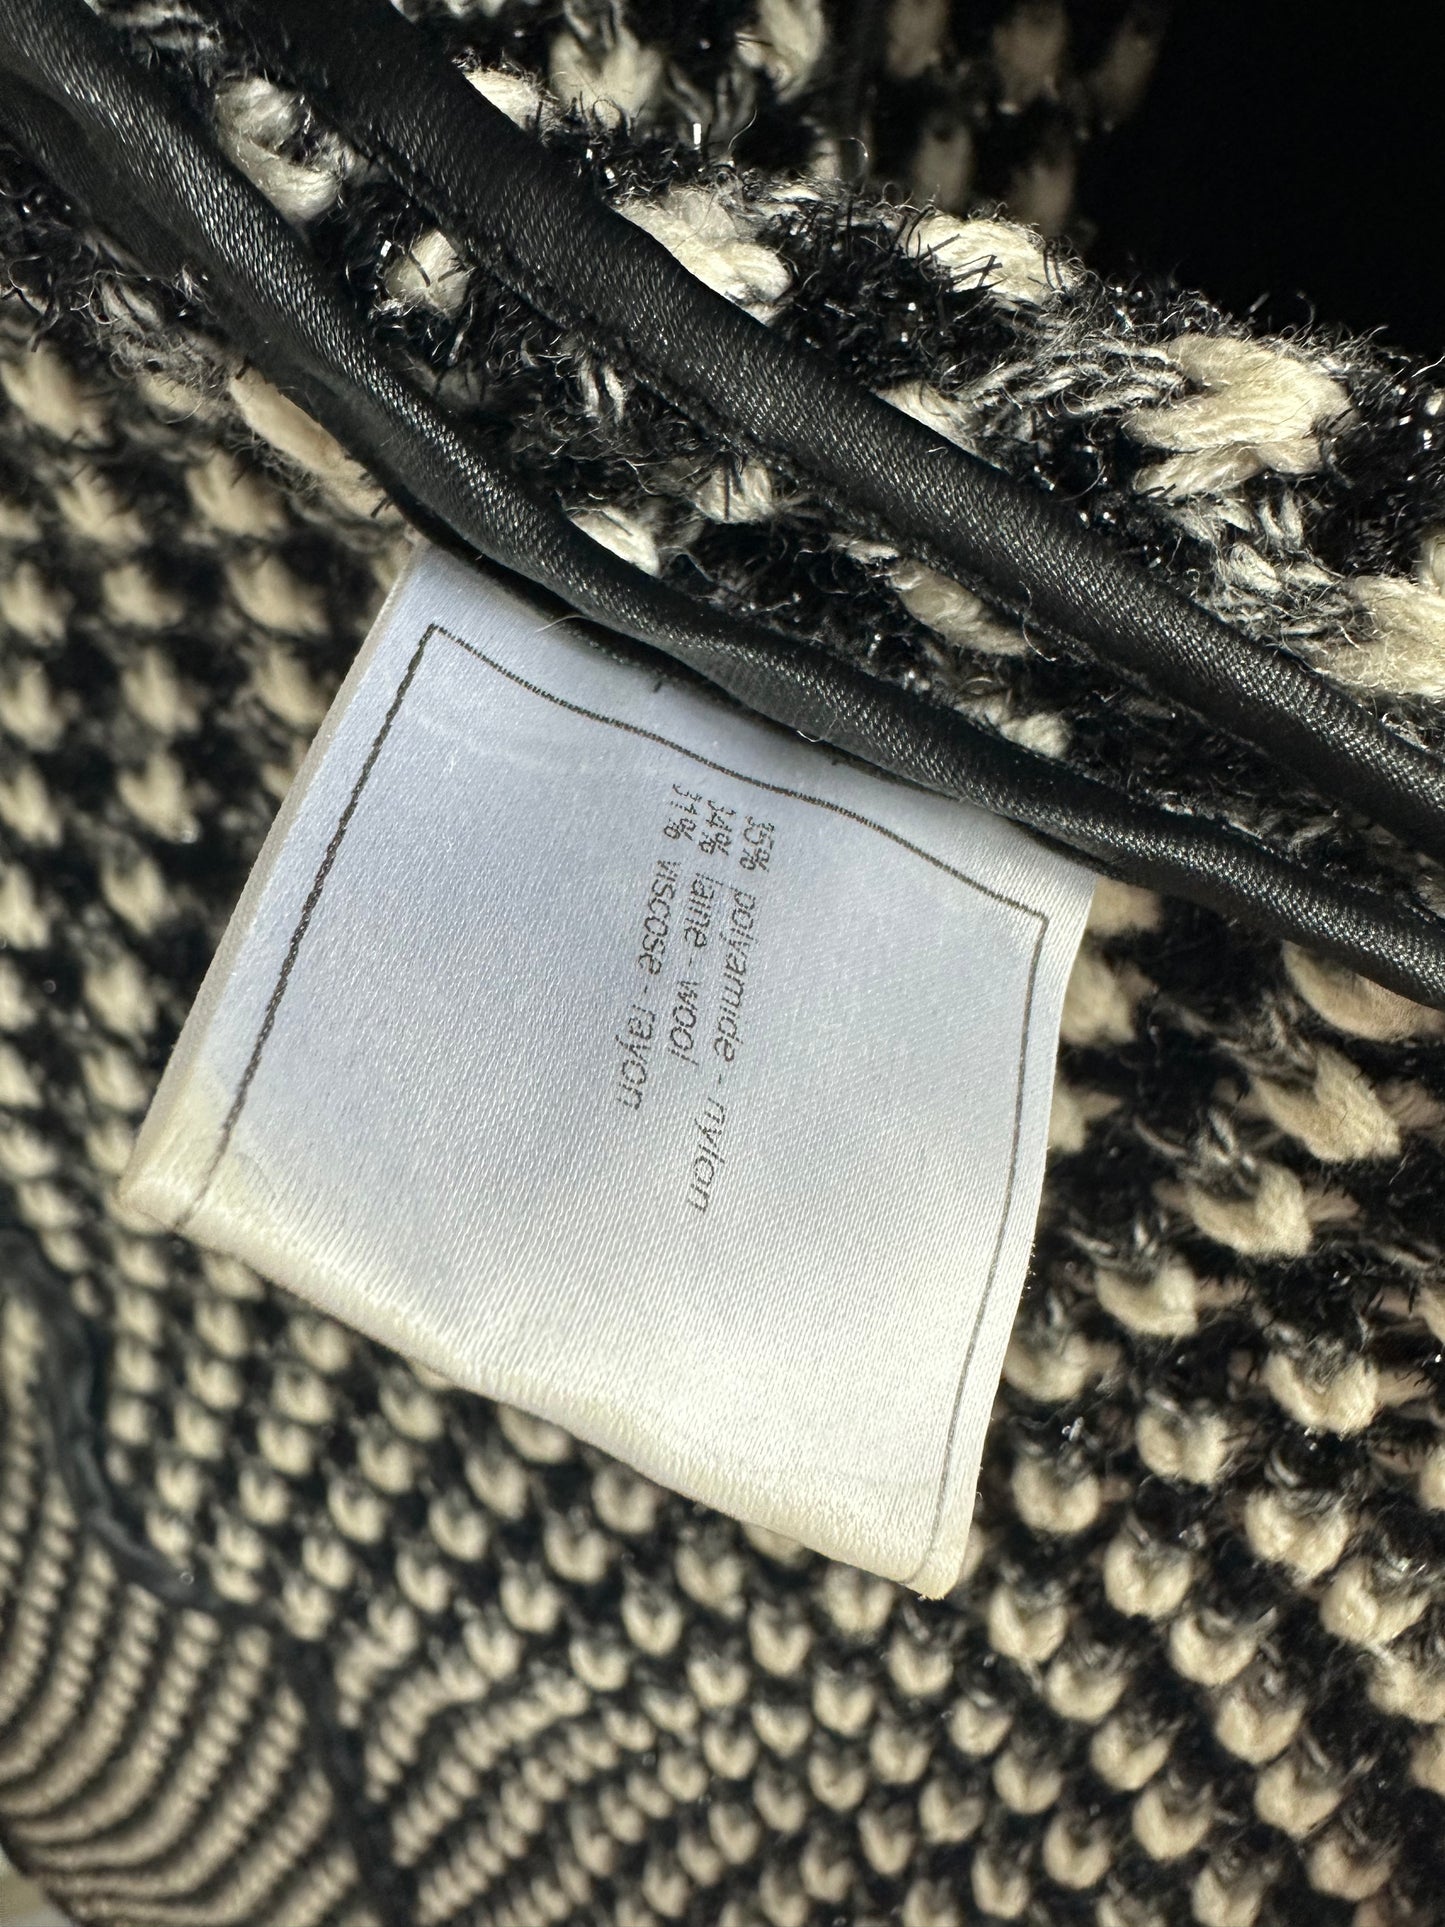 35% polyamide - nylon
34% laine - wool
31% viscose - rayon